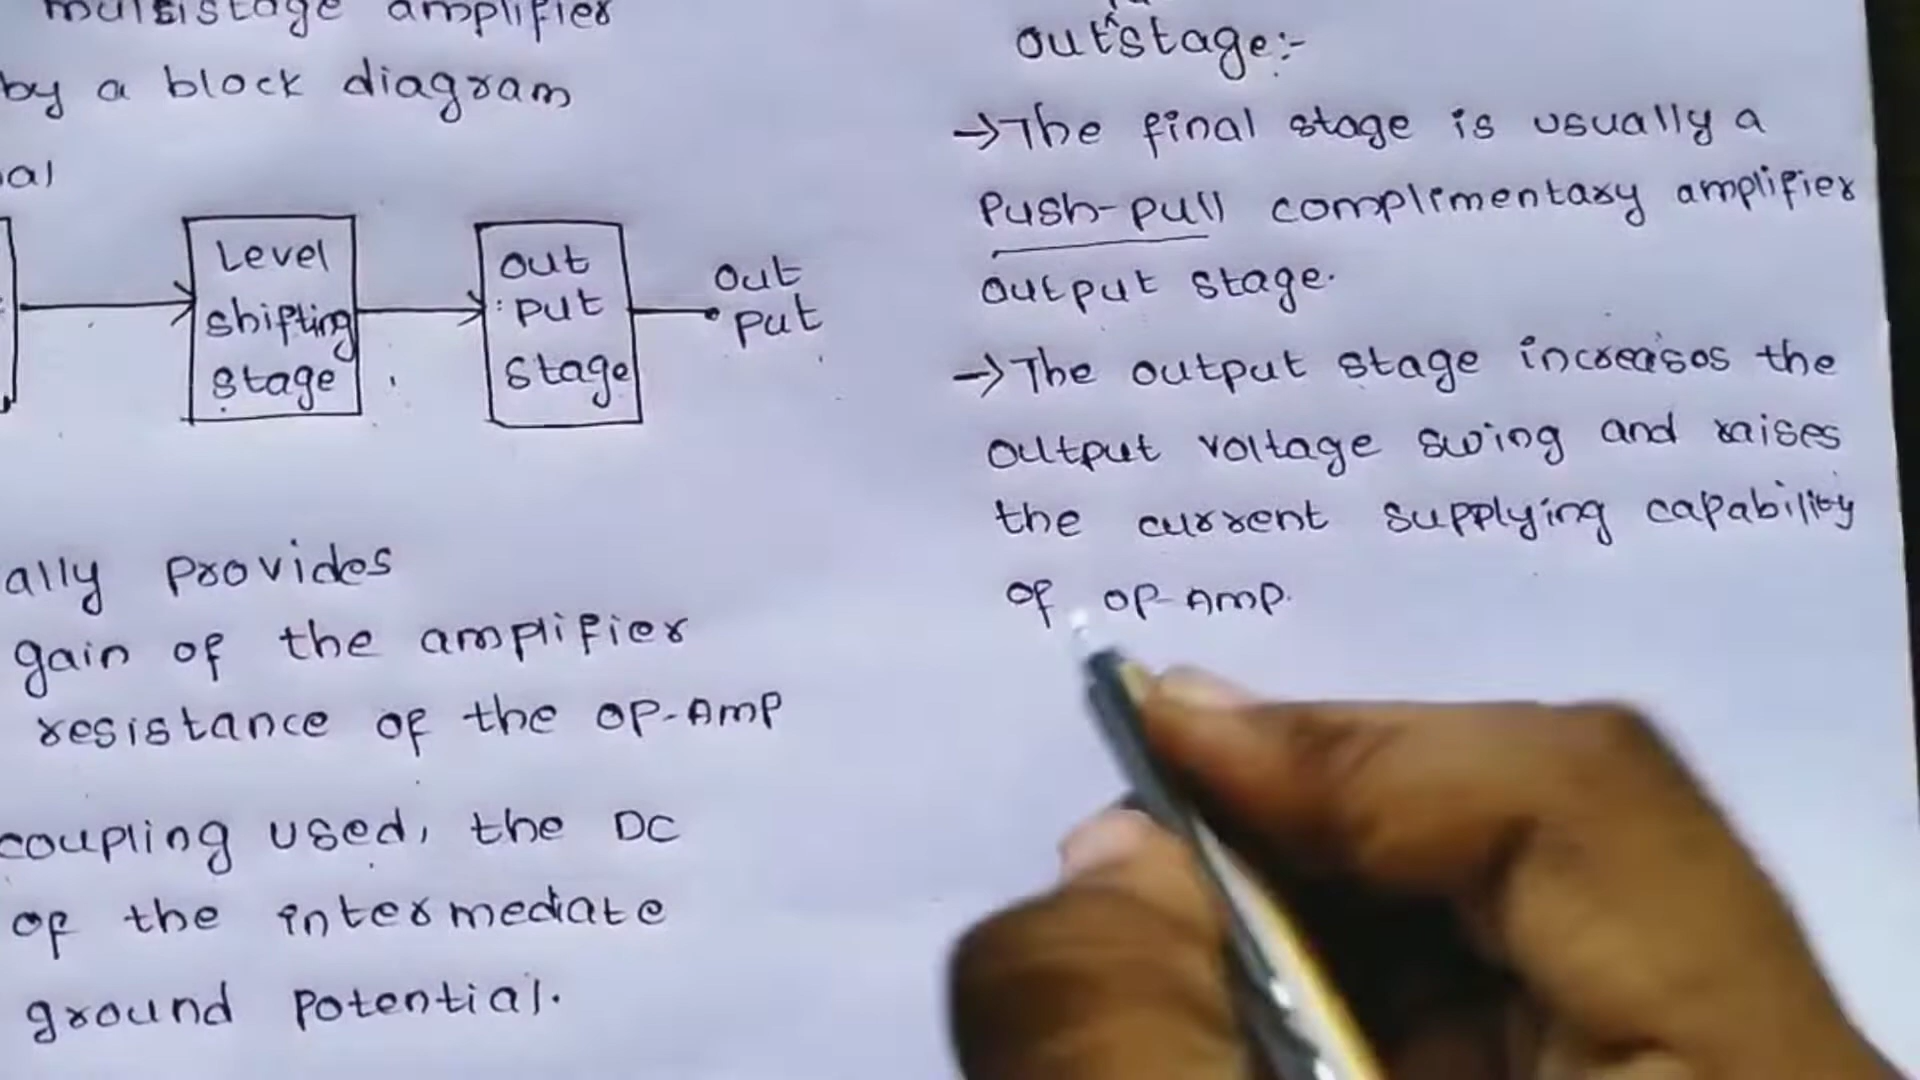 multistage amplifier
by a block diagram
al
Level
shifting
stage
out
put
stage
out
put
ally provides
gain of the amplifier
resistance of the OP-Amp
coupling used, the DC
of the intermediate
ground potential.
outstage:-
→The final stage is usually a
Push-pull complimentary amplifier
output stage.
→The output stage increases the
output voltage swing and raises
the current supplying capability
of OP-Amp.